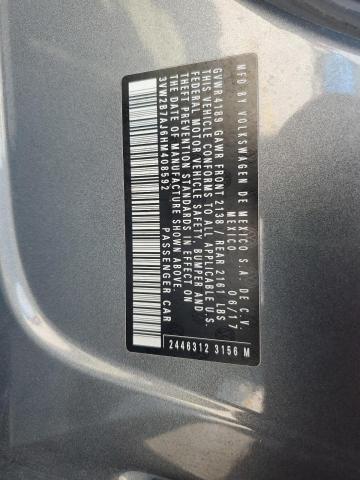 MFD BY VOLKSWAGEN DE MEXICO S.A. DE C.V.
MEXICO 06/17
GVWR 4189 GAWR FRONT 2138 / REAR 2161 LBS
THIS VEHICLE CONFORMS TO ALL APPLICABLE U.S.
FEDERAL MOTOR VEHICLE SAFETY, BUMPER AND
THEFT PREVENTION STANDARDS IN EFFECT ON
THE DATE OF MANUFACTURE SHOWN ABOVE.
3VW2B7AJ6HM408592 PASSENGER CAR
2446312 3156 M